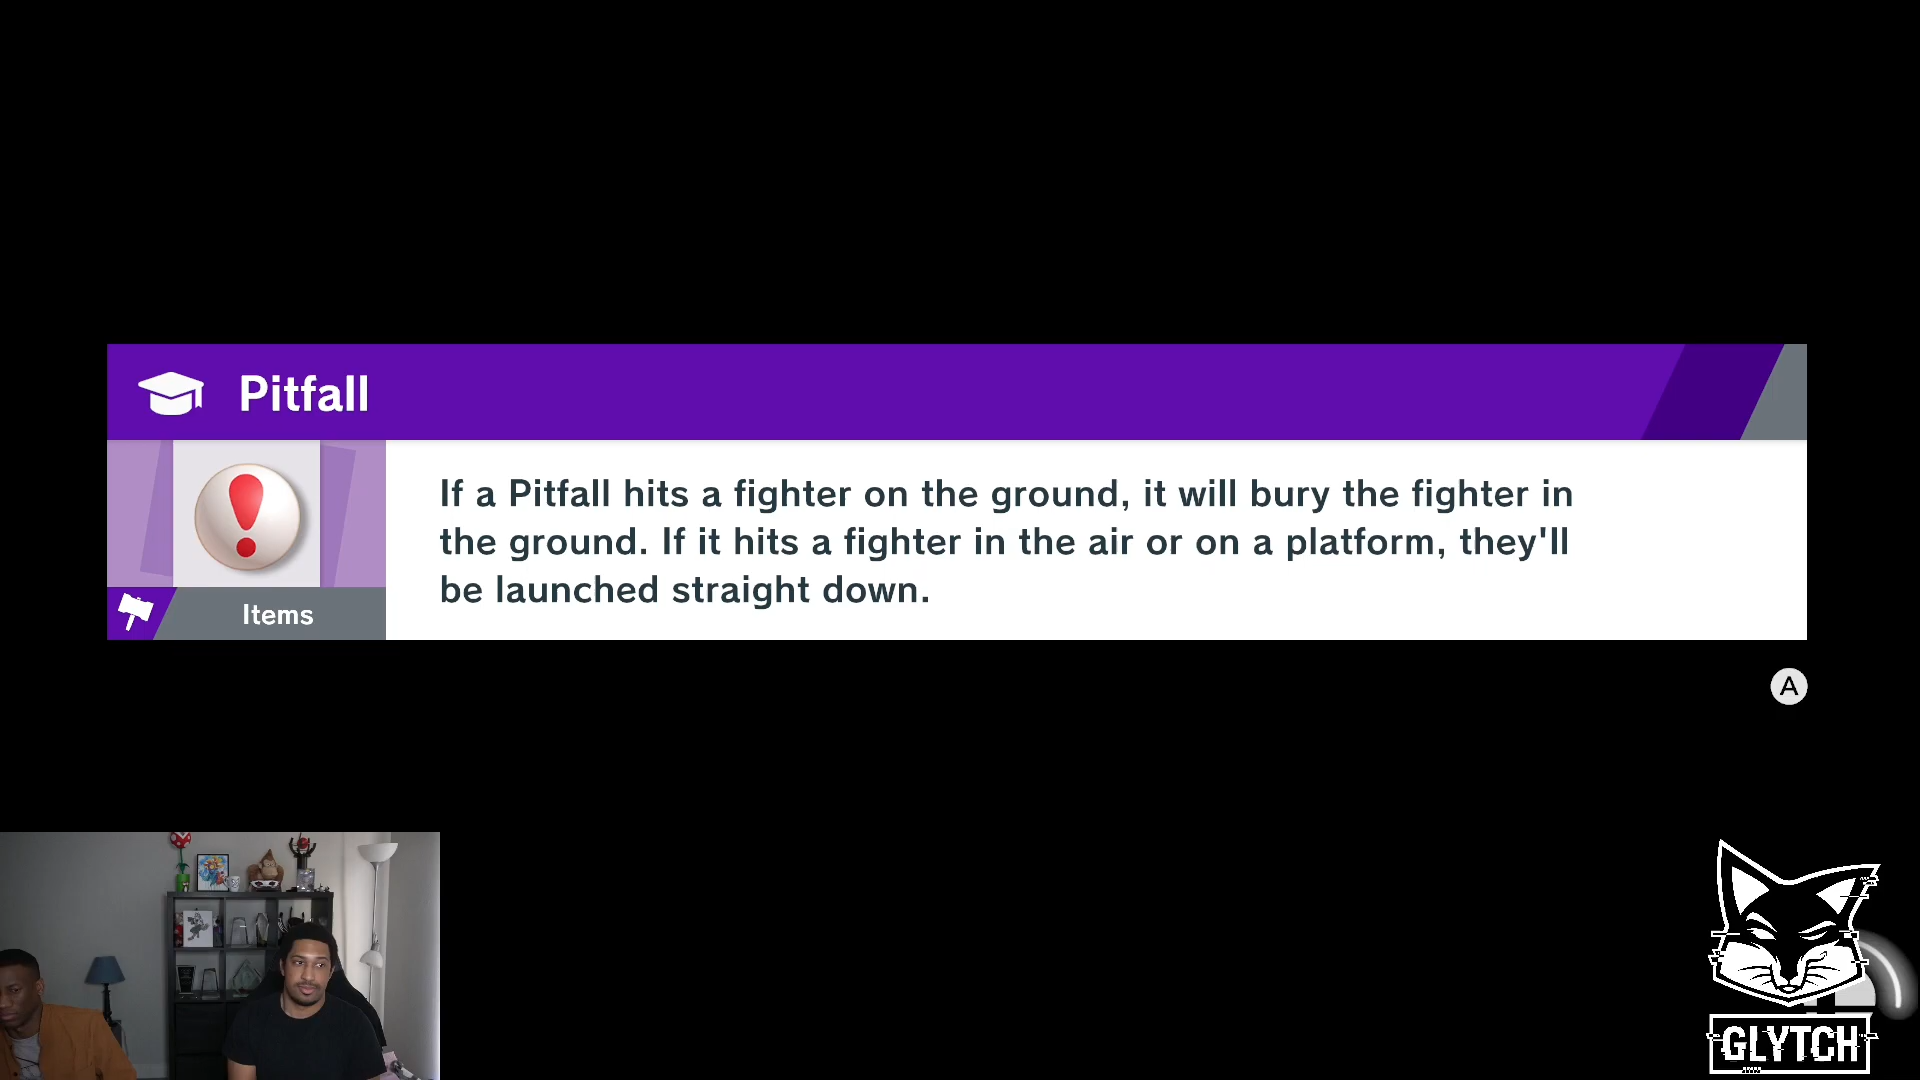 Pitfall
If a Pitfall hits a fighter on the ground, it will bury the fighter in
the ground. If it hits a fighter in the air or on a platform, they'll
be launched straight down.
Items
A
GLYTCH